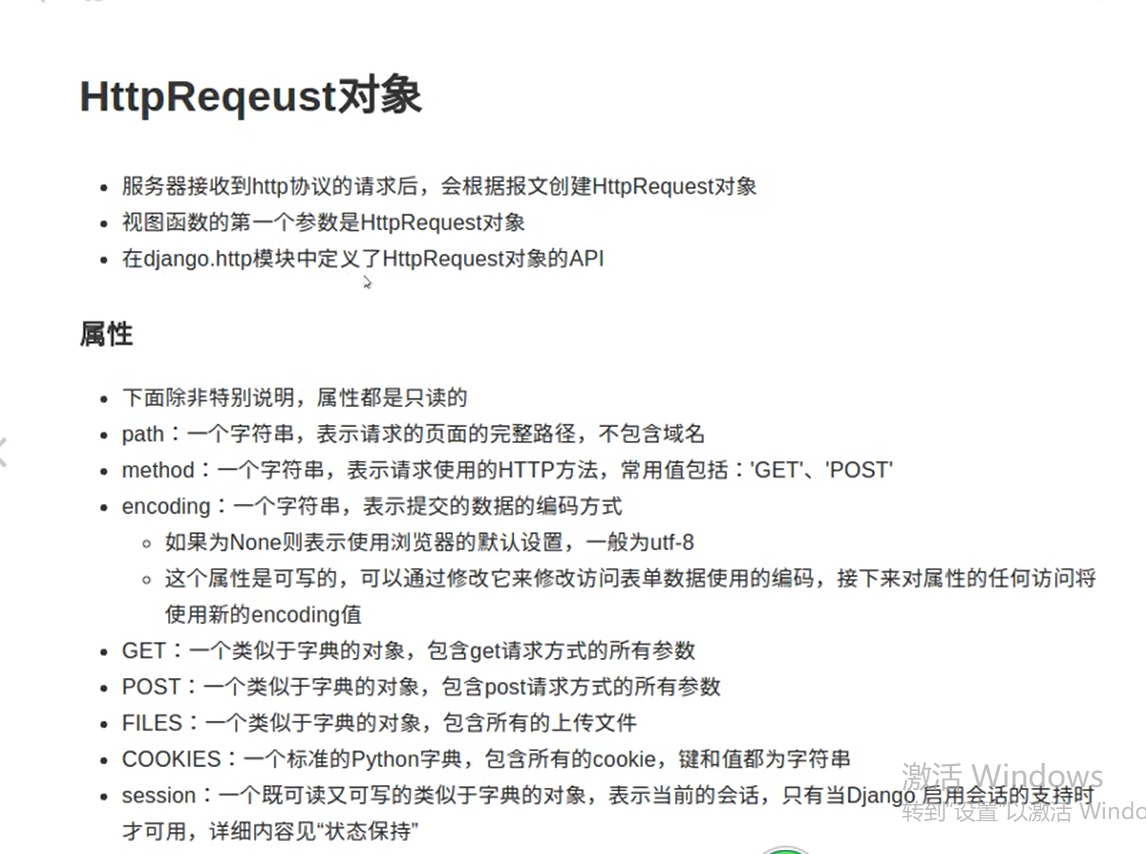 HttpReqeust对象
服务器接收到http协议的请求后，会根据报文创建HttpRequest对象
视图函数的第一个参数是HttpRequest对象
在django.http模块中定义了HttpRequest对象的API
属性
下面除非特别说明，属性都是只读的
path：一个字符串，表示请求的页面的完整路径，不包含域名
method：一个字符串，表示请求使用的HTTP方法，常用值包括：'GET'、'POST'
encoding：一个字符串，表示提交的数据的编码方式
如果为None则表示使用浏览器的默认设置，一般为utf-8
这个属性是可写的，可以通过修改它来修改访问表单数据使用的编码，接下来对属性的任何访问将
使用新的encoding值
GET：一个类似于字典的对象，包含get请求方式的所有参数
POST：一个类似于字典的对象，包含post请求方式的所有参数
FILES：一个类似于字典的对象，包含所有的上传文件
COOKIES：一个标准的Python字典，包含所有的cookie，键和值都为字符串
session：一个既可读又可写的类似于字典的对象，表示当前的会话，只有当Django 启用会话的支持时
才可用，详细内容见“状态保持”
激活 Windows
转到“设置”以激活 Windo